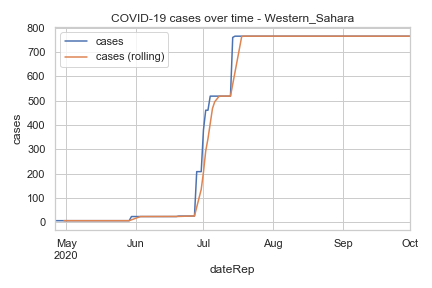 COVID-19 cases over time - Western_Sahara
cases
cases (rolling)
800
700
600
500
400
300
200
100
0
cases
May
2020
Jun
Jul
Aug
Sep
Oct
dateRep